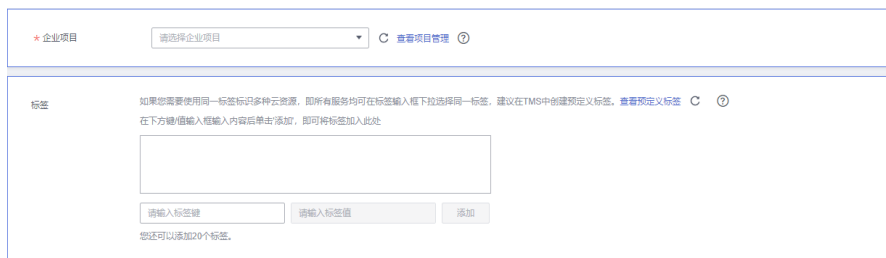 * 企业项目 请选择企业项目 查看项目管理 ?
标签 如果您需要使用同一标签标识多种云资源，即所有服务均可在标签输入框下拉选择同一标签，建议在TMS中创建预定义标签。查看预定义标签 ?
在下方键/值输入框输入内容后单击'添加'，即可将标签加入此处
请输入标签键 请输入标签值 添加
您还可以添加20个标签。